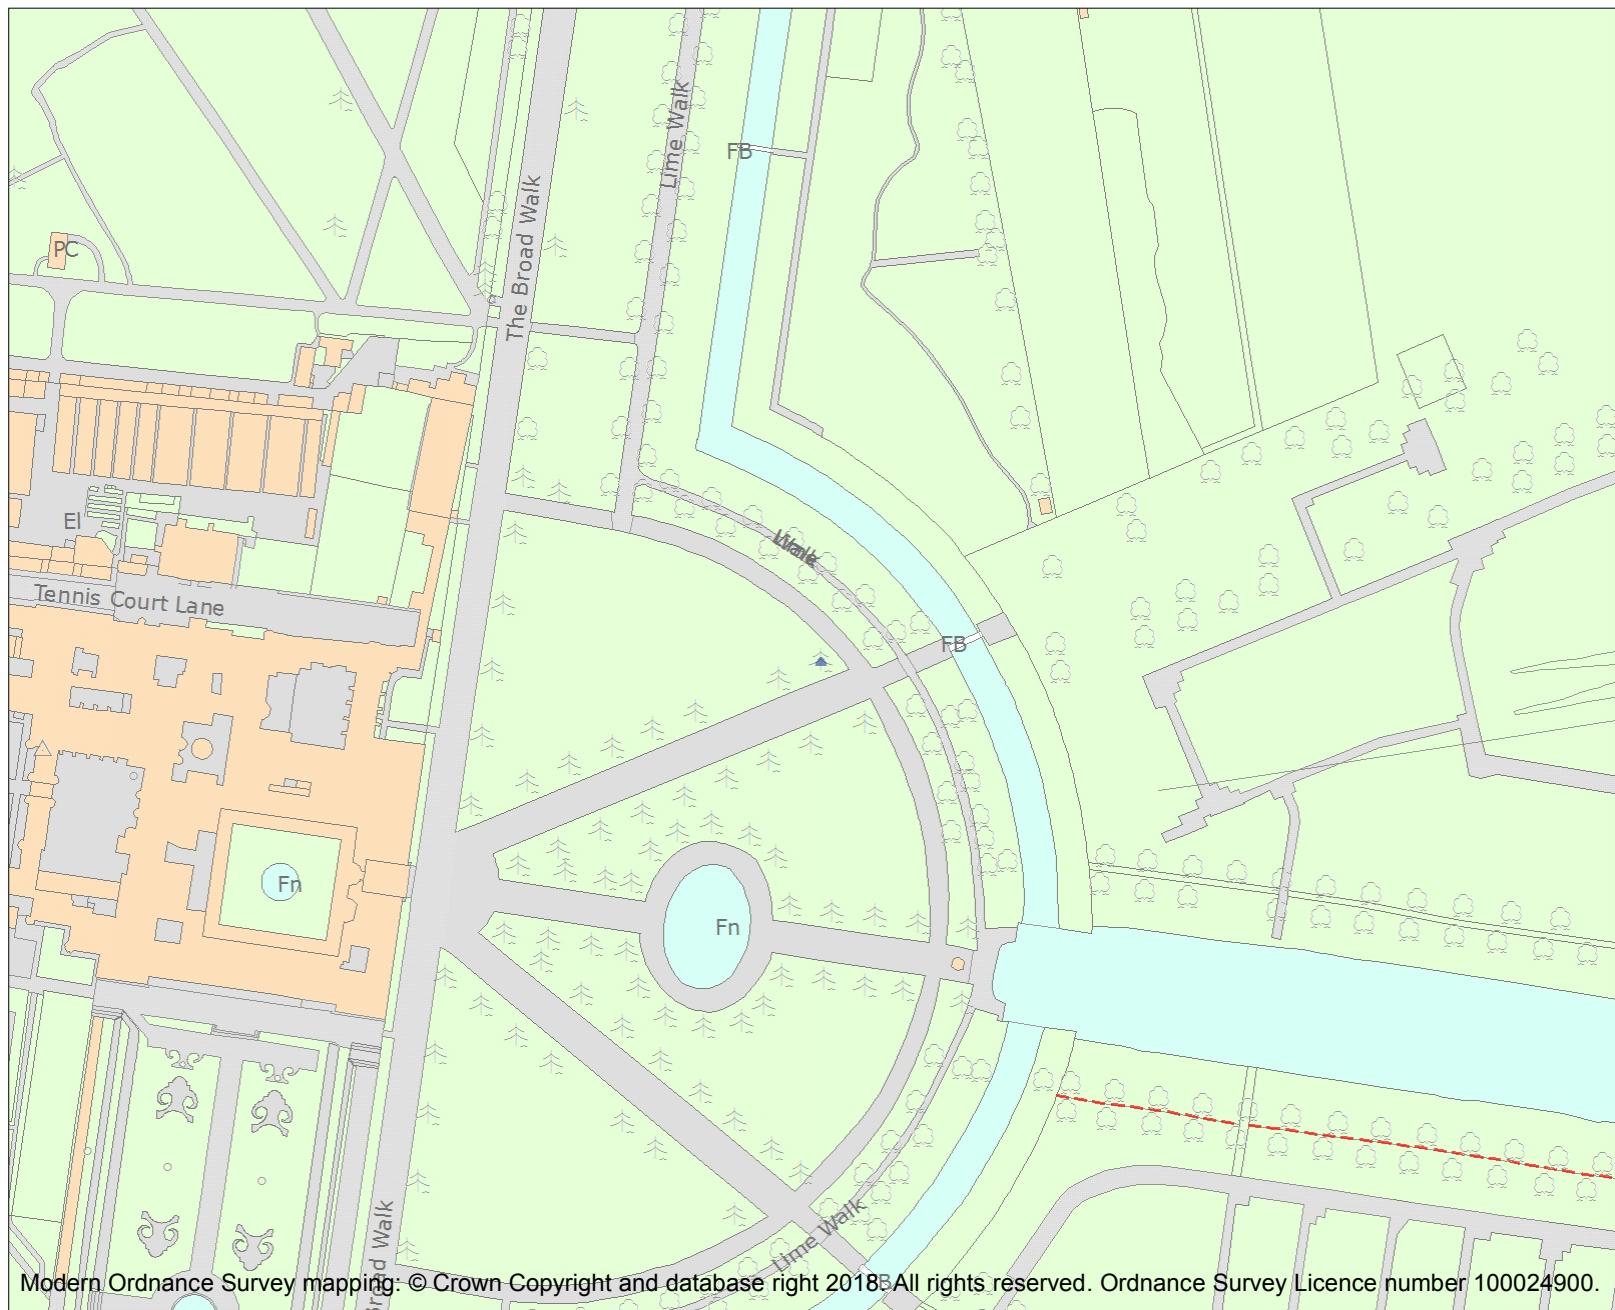 Lime Walk
FB
The Broad Walk
PC
El
Walk
Tennis Court Lane
FB
Fn
Fn
Lime Walk
Broad Walk
Modern Ordnance Survey mapping: © Crown Copyright and database right 2018. All rights reserved. Ordnance Survey Licence number 100024900.